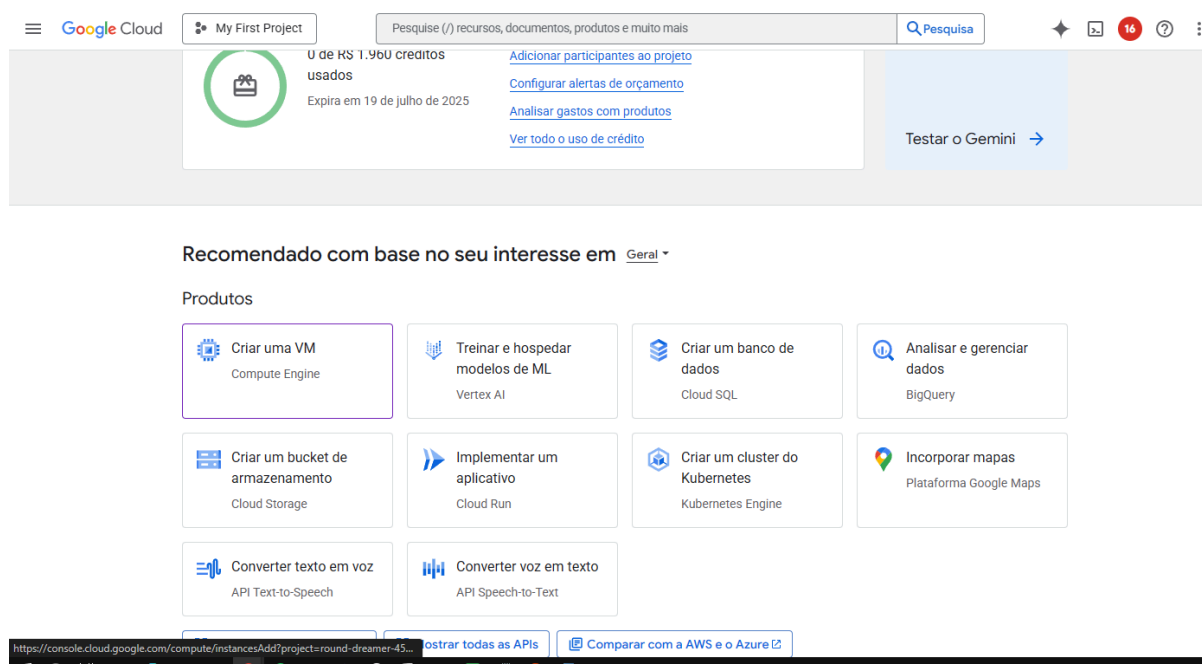 Google Cloud
My First Project
Pesquise (/) recursos, documentos, produtos e muito mais
Pesquisa
16
0 de R$ 1.960 créditos
usados
Expira em 19 de julho de 2025
Adicionar participantes ao projeto
Configurar alertas de orçamento
Analisar gastos com produtos
Ver todo o uso de crédito
Testar o Gemini
Recomendado com base no seu interesse em Geral
Produtos
Criar uma VM
Compute Engine
Treinar e hospedar
modelos de ML
Vertex AI
Criar um banco de
dados
Cloud SQL
Analisar e gerenciar
dados
BigQuery
Criar um bucket de
armazenamento
Cloud Storage
Implementar um
aplicativo
Cloud Run
Criar um cluster do
Kubernetes
Kubernetes Engine
Incorporar mapas
Plataforma Google Maps
Converter texto em voz
API Text-to-Speech
Converter voz em texto
API Speech-to-Text
todas as APIs
Comparar com a AWS e o Azure
https://console.cloud.google.com/compute/instancesAdd?project=round-dreamer-45...